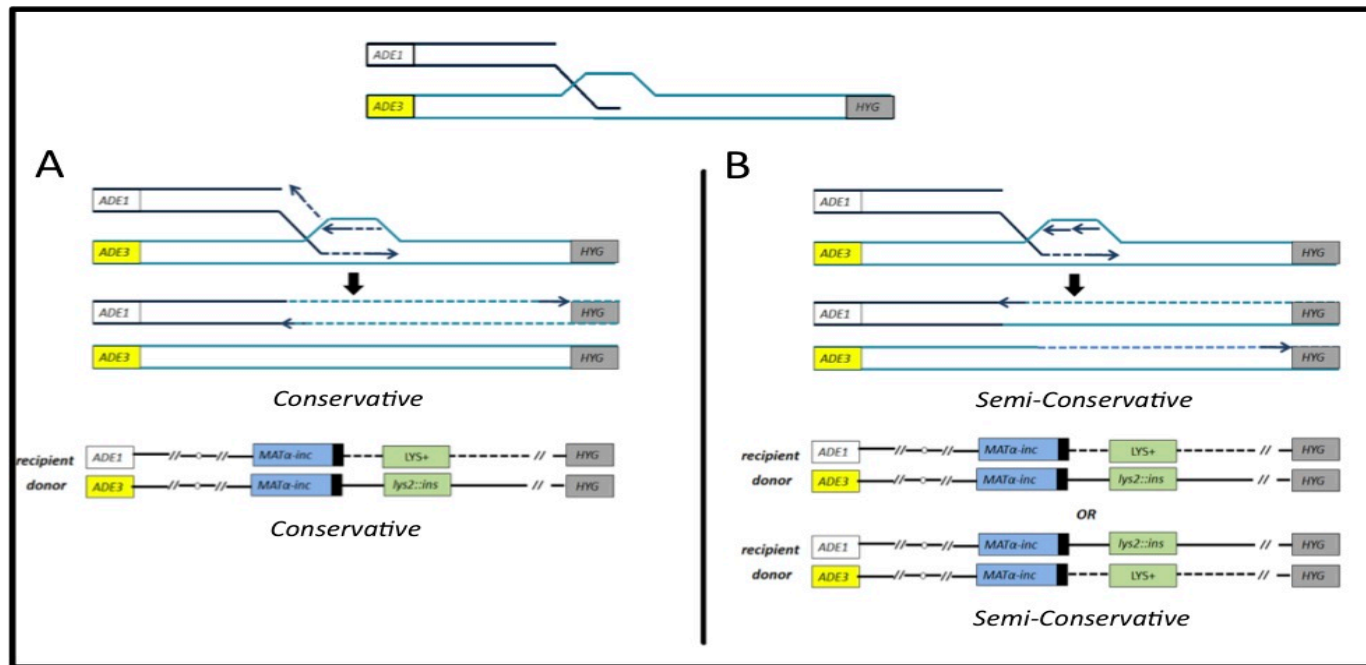 ADE1
ADE3 HYG
A
B
ADE1
ADE3 HYG
ADE1 HYG
ADE3 HYG
Conservative
recipient ADE1 // // MATα-inc LYS+ // HYG
donor ADE3 // // MATα-inc lys2::ins // HYG
Conservative
ADE1
ADE3 HYG
ADE1 HYG
ADE3 HYG
Semi-Conservative
recipient ADE1 // // MATα-inc LYS+ // HYG
donor ADE3 // // MATα-inc lys2::ins // HYG
OR
recipient ADE1 // // MATα-inc lys2::ins // HYG
donor ADE3 // // MATα-inc LYS+ // HYG
Semi-Conservative